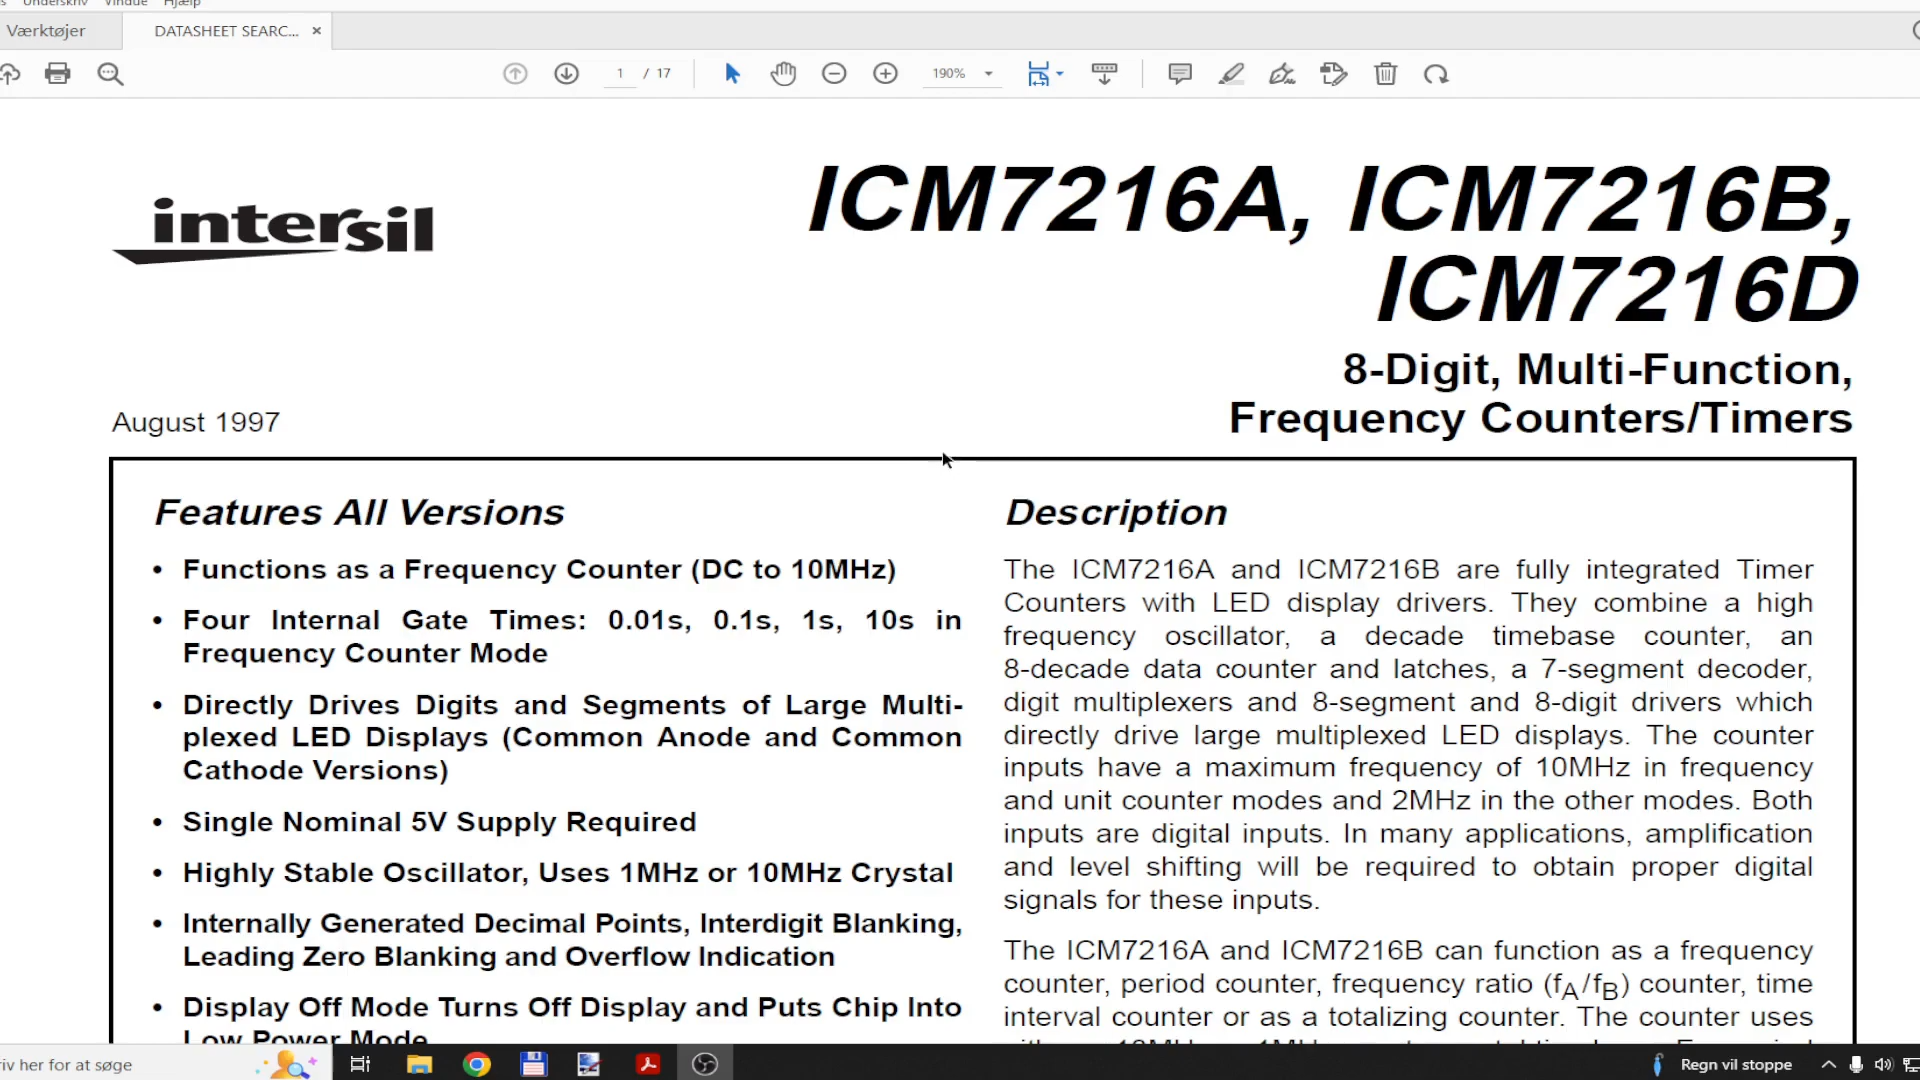 Underskriv Vindue Hjælp
Værktøjer
DATASHEET SEARC... ×
1 / 17
190%
intersil
ICM7216A, ICM7216B,
ICM7216D
8-Digit, Multi-Function,
Frequency Counters/Timers
August 1997
Features All Versions
• Functions as a Frequency Counter (DC to 10MHz)
• Four Internal Gate Times: 0.01s, 0.1s, 1s, 10s in
Frequency Counter Mode
• Directly Drives Digits and Segments of Large Multi-
plexed LED Displays (Common Anode and Common
Cathode Versions)
• Single Nominal 5V Supply Required
• Highly Stable Oscillator, Uses 1MHz or 10MHz Crystal
• Internally Generated Decimal Points, Interdigit Blanking,
Leading Zero Blanking and Overflow Indication
• Display Off Mode Turns Off Display and Puts Chip Into
Low Power Mode
Description
The ICM7216A and ICM7216B are fully integrated Timer
Counters with LED display drivers. They combine a high
frequency oscillator, a decade timebase counter, an
8-decade data counter and latches, a 7-segment decoder,
digit multiplexers and 8-segment and 8-digit drivers which
directly drive large multiplexed LED displays. The counter
inputs have a maximum frequency of 10MHz in frequency
and unit counter modes and 2MHz in the other modes. Both
inputs are digital inputs. In many applications, amplification
and level shifting will be required to obtain proper digital
signals for these inputs.
The ICM7216A and ICM7216B can function as a frequency
counter, period counter, frequency ratio (fA/fB) counter, time
interval counter or as a totalizing counter. The counter uses
riv her for at søge
Regn vil stoppe